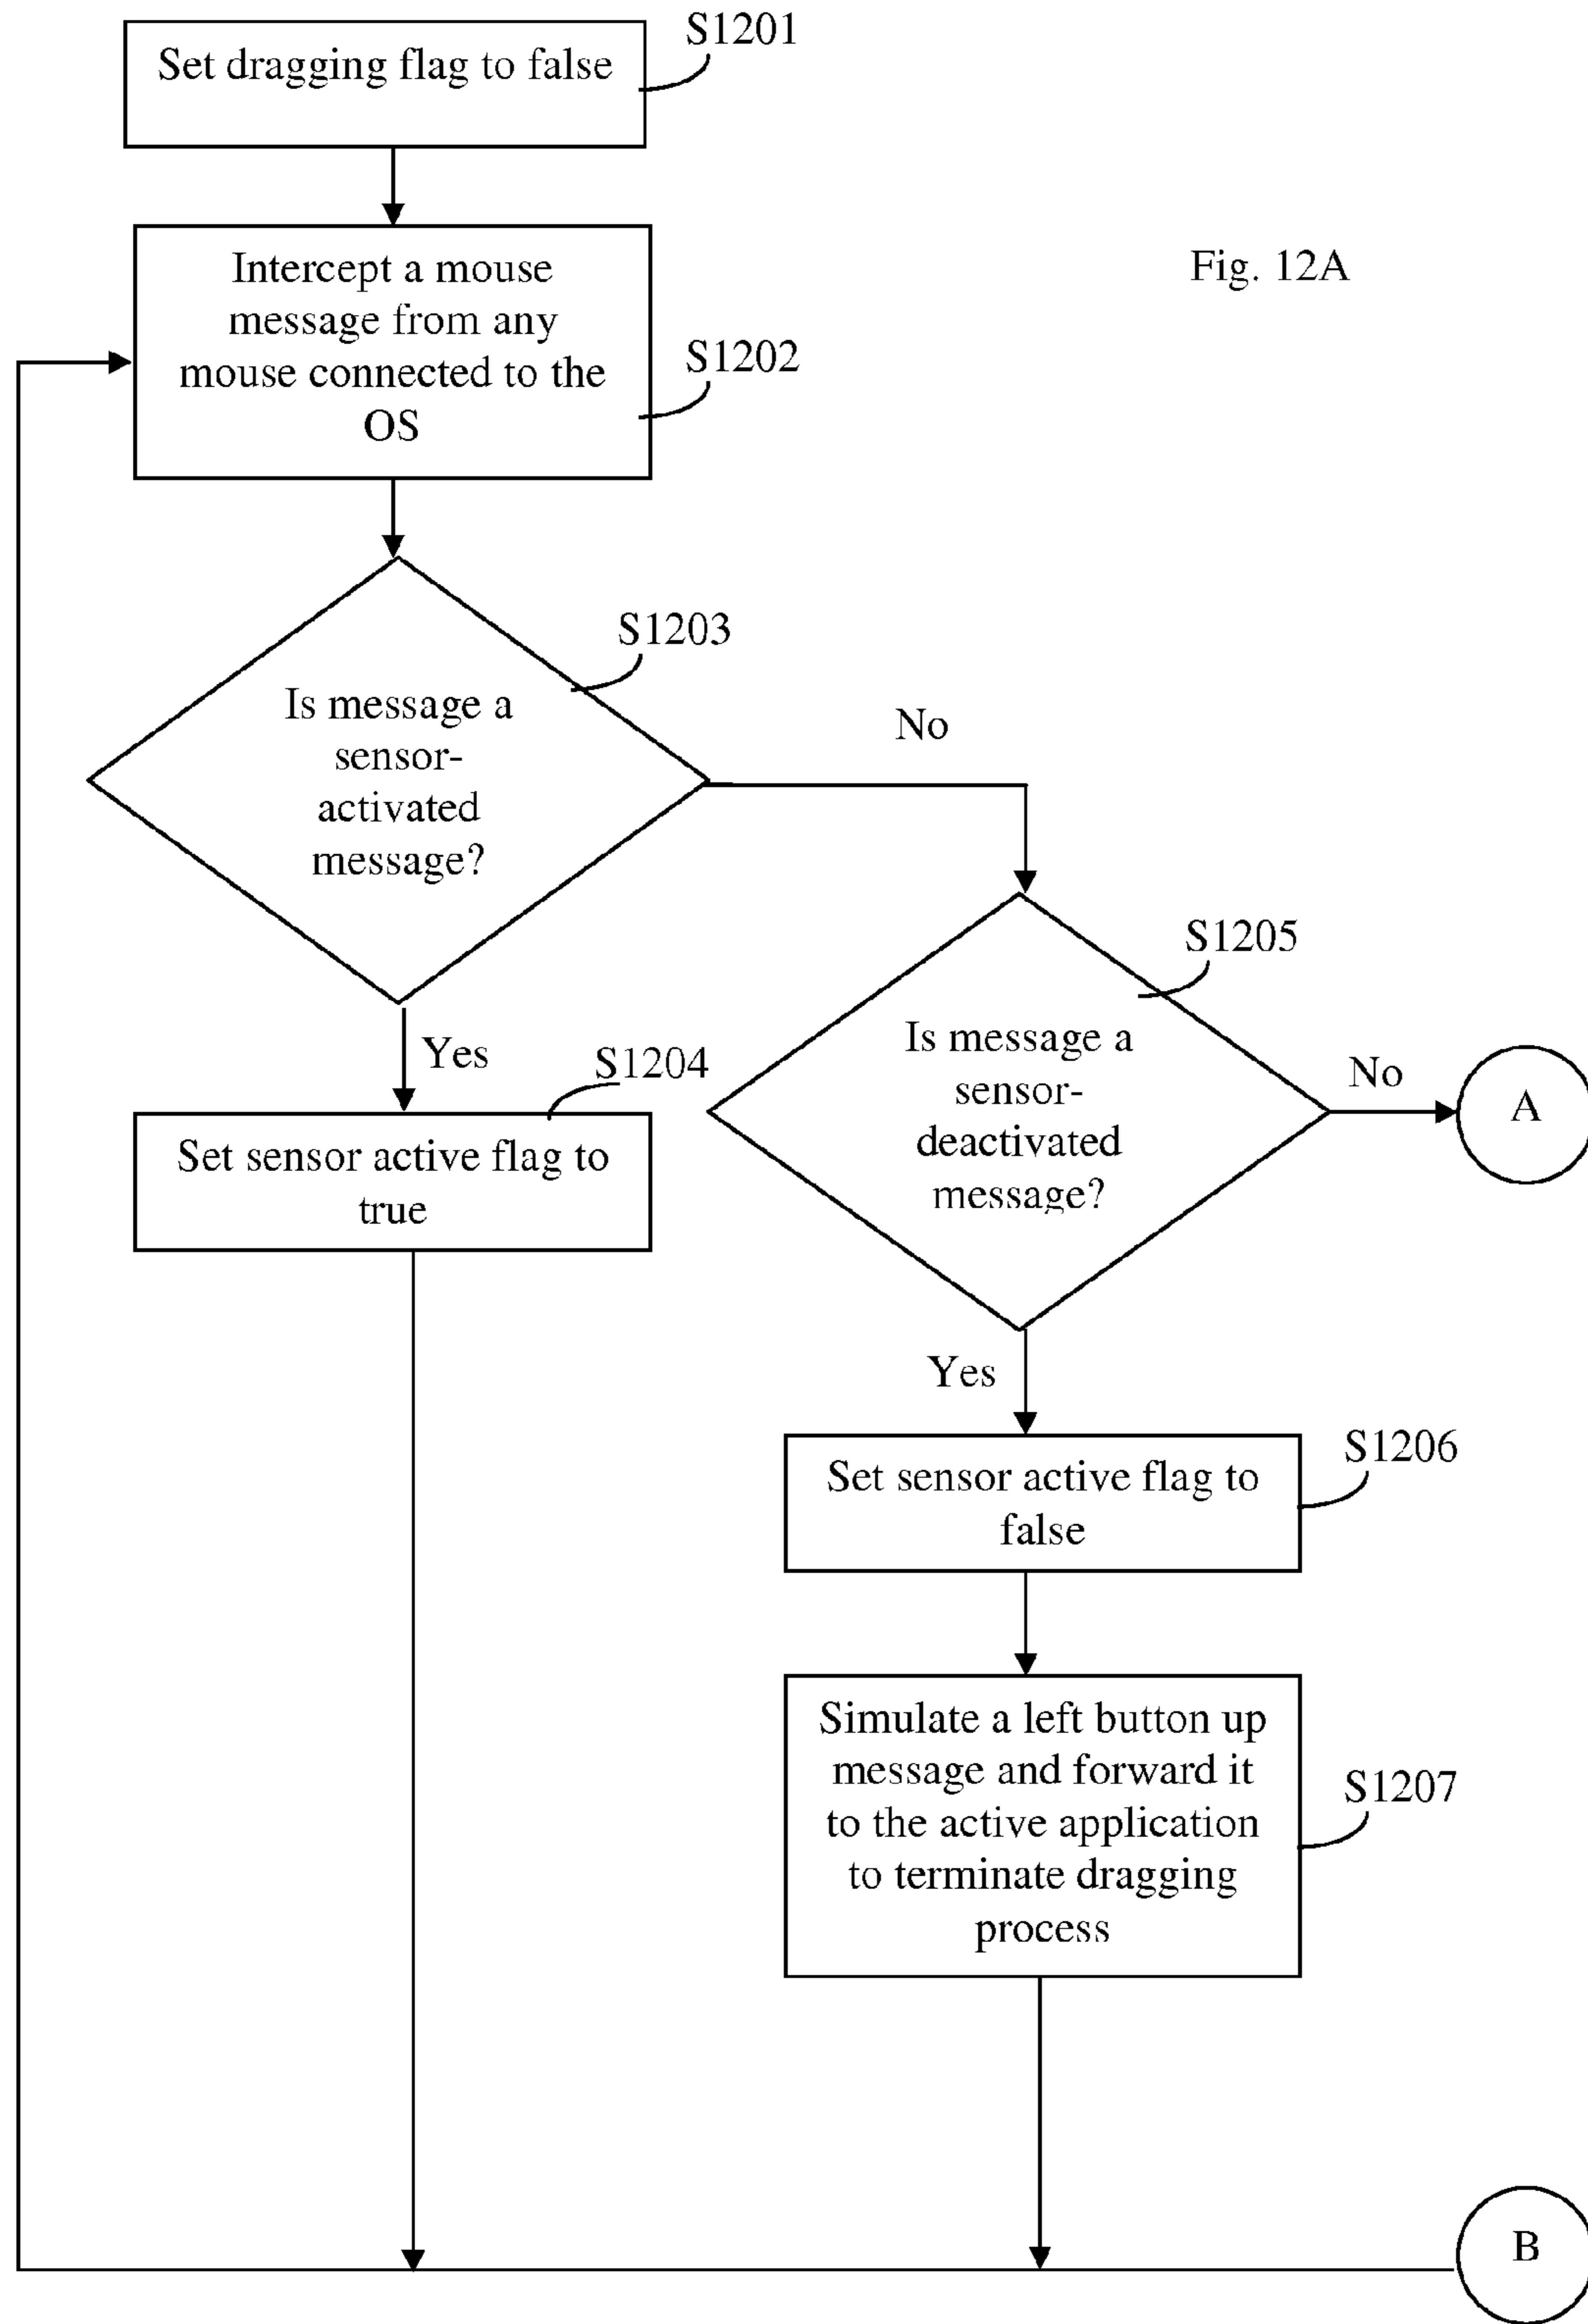 S1201
Set dragging flag to false
Intercept a mouse
message from any
mouse connected to the
OS
S1202
Fig. 12A
S1203
Is message a
sensor-
activated
message?
No
Yes
S1204
Set sensor active flag to
true
S1205
Is message a
sensor-
deactivated
message?
No
A
Yes
S1206
Set sensor active flag to
false
Simulate a left button up
message and forward it
to the active application
to terminate dragging
process
S1207
B